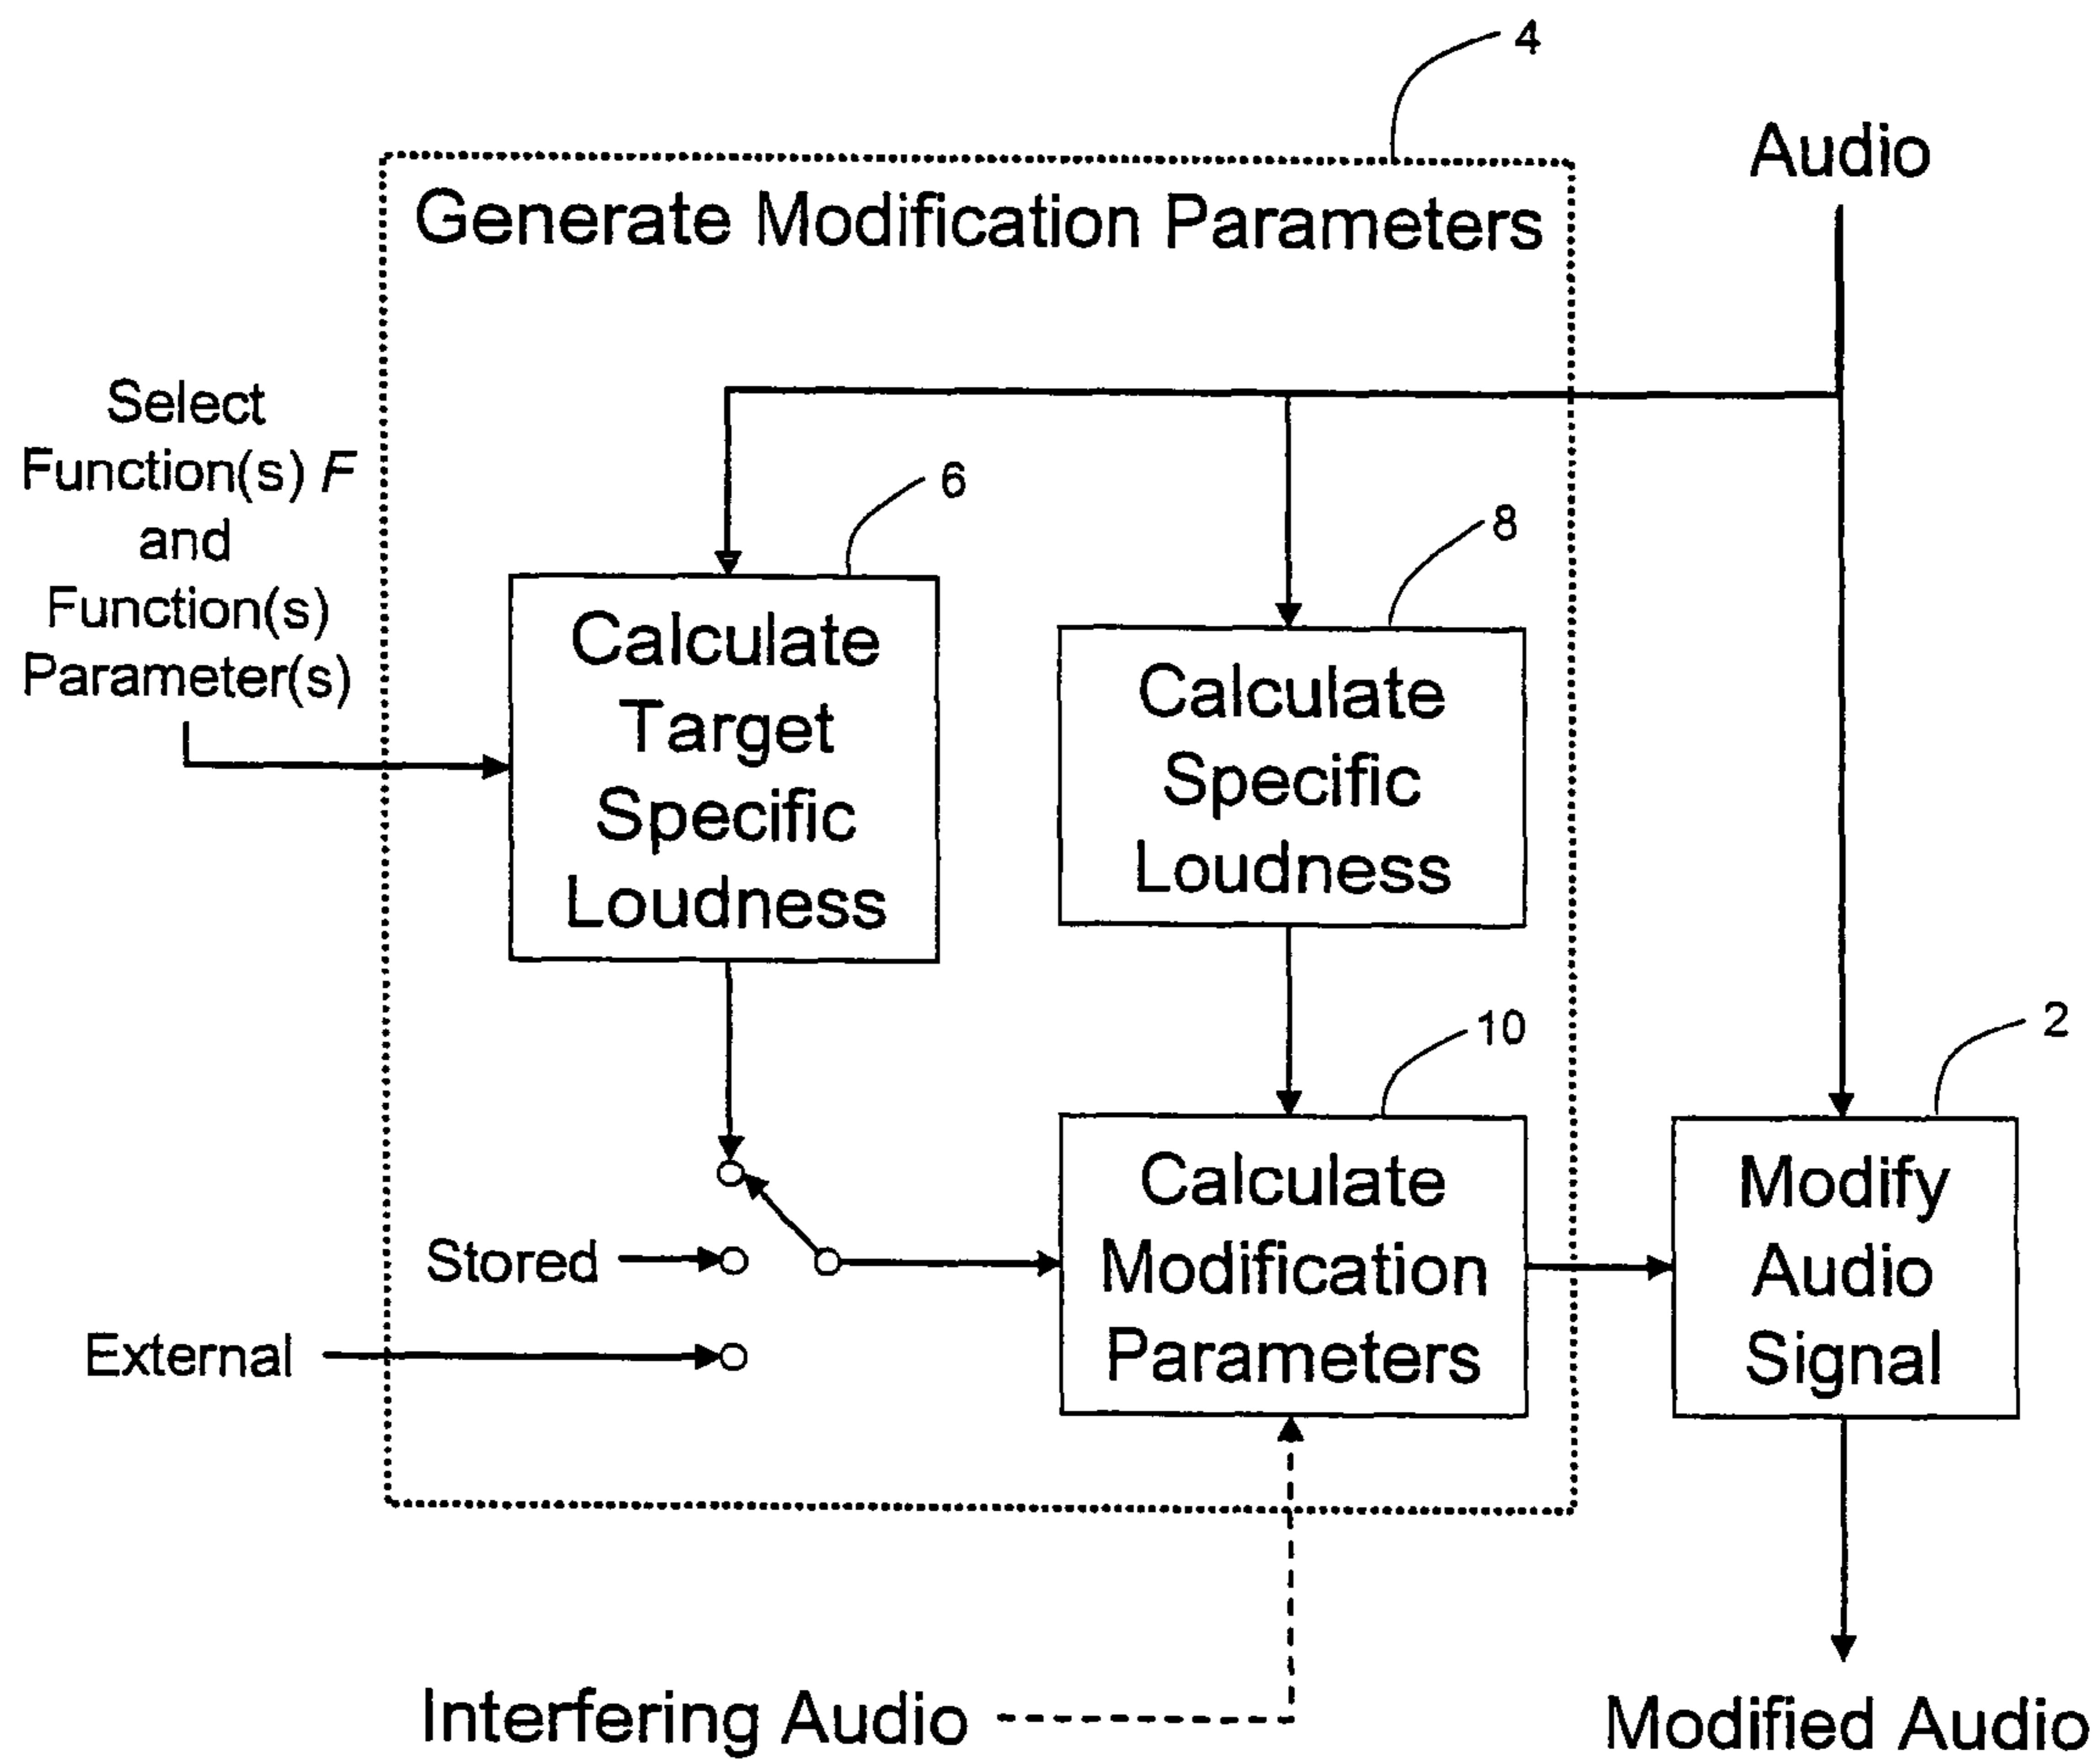 4
Audio
Generate Modification Parameters
Select
Function(s) F
and
Function(s)
Parameter(s)
6
8
Calculate
Target
Specific
Loudness
Calculate
Specific
Loudness
10
2
Calculate
Modification
Parameters
Modify
Audio
Signal
Stored
External
Interfering Audio
Modified Audio